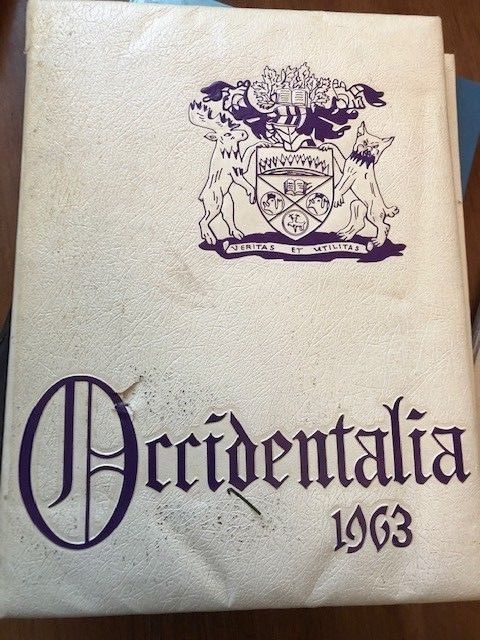 VERITAS ET UTILITAS
Occidentalia
1963